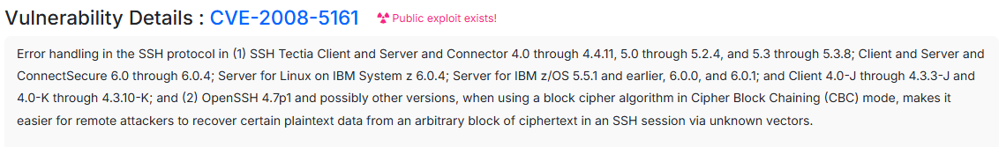 Vulnerability Details : CVE-2008-5161 Public exploit exists!
Error handling in the SSH protocol in (1) SSH Tectia Client and Server and Connector 4.0 through 4.4.11, 5.0 through 5.2.4, and 5.3 through 5.3.8; Client and Server and
ConnectSecure 6.0 through 6.0.4; Server for Linux on IBM System z 6.0.4; Server for IBM z/OS 5.5.1 and earlier, 6.0.0, and 6.0.1; and Client 4.0-J through 4.3.3-J and
4.0-K through 4.3.10-K; and (2) OpenSSH 4.7p1 and possibly other versions, when using a block cipher algorithm in Cipher Block Chaining (CBC) mode, makes it
easier for remote attackers to recover certain plaintext data from an arbitrary block of ciphertext in an SSH session via unknown vectors.